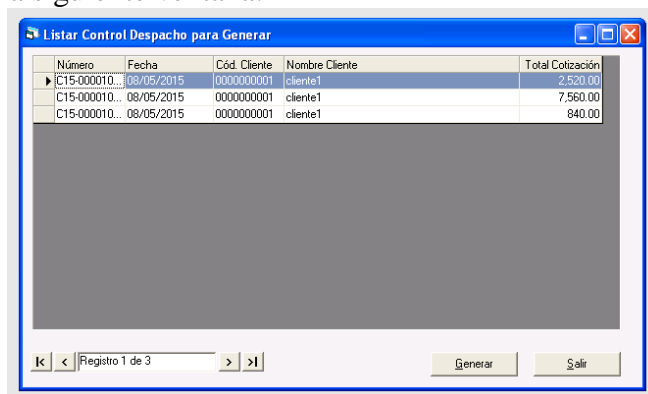 Listar Control Despacho para Generar
Número Fecha Cód. Cliente Nombre Cliente Total Cotización
C15-000010... 08/05/2015 0000000001 cliente1 2,520.00
C15-000010... 08/05/2015 0000000001 cliente1 7,560.00
C15-000010... 08/05/2015 0000000001 cliente1 840.00
Registro 1 de 3 Generar Salir